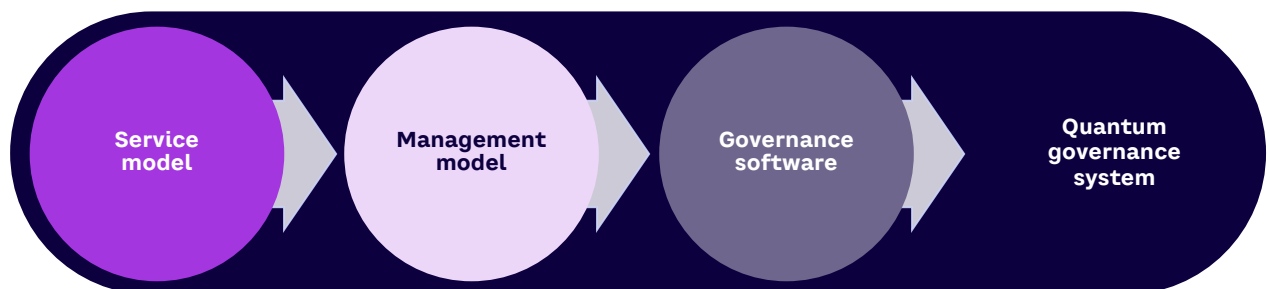 Service
model
Management
model
Governance
software
Quantum
governance
system